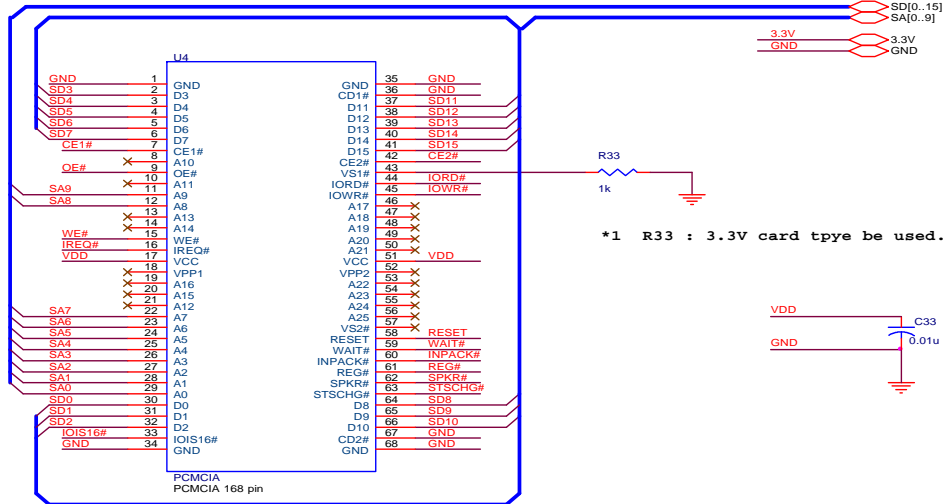 SD[0..15]
SA[0..9]
3.3V 3.3V
GND GND
U4
GND 1 GND
SD3 2 D3
SD4 3 D4
SD5 4 D5
SD6 5 D6
SD7 6 D7
CE1# 7 CE1#
8 A10
OE# 9 OE#
10 A11
SA9 11 A9
SA8 12 A8
13 A13
14 A14
WE# 15 WE#
IREQ# 16 IREQ#
VDD 17 VCC
18 VPP1
19 A16
20 A15
21 A12
SA7 22 A7
SA6 23 A6
SA5 24 A5
SA4 25 A4
SA3 26 A3
SA2 27 A2
SA1 28 A1
SA0 29 A0
SD0 30 D0
SD1 31 D1
SD2 32 D2
IOIS16# 33 IOIS16#
GND 34 GND
GND 35 GND
CD1# 36 GND
D11 37 SD11
D12 38 SD12
D13 39 SD13
D14 40 SD14
D15 41 SD15
CE2# 42 CE2#
VS1# 43
IORD# 44 IORD#
IOWR# 45 IOWR#
A17 46
A18 47
A19 48
A20 49
A21 50
VCC 51 VDD
VPP2 52
A22 53
A23 54
A24 55
A25 56
VS2# 57
RESET 58 RESET
WAIT# 59 WAIT#
INPACK# 60 INPACK#
REG# 61 REG#
SPKR# 62 SPKR#
STSCHG# 63 STSCHG#
D8 64 SD8
D9 65 SD9
D10 66 SD10
CD2# 67 GND
GND 68 GND
PCMCIA
PCMCIA 168 pin
R33
1k
*1 R33 : 3.3V card tpye be used.
VDD
C33
0.01u
GND